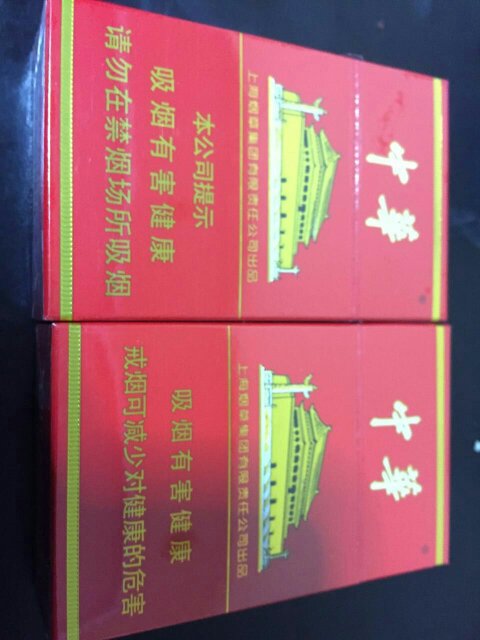 中华
上海烟草集团有限责任公司出品
本公司提示
吸烟有害健康
请勿在禁烟场所吸烟
中华
上海烟草集团有限责任公司出品
吸烟有害健康
戒烟可减少对健康的危害